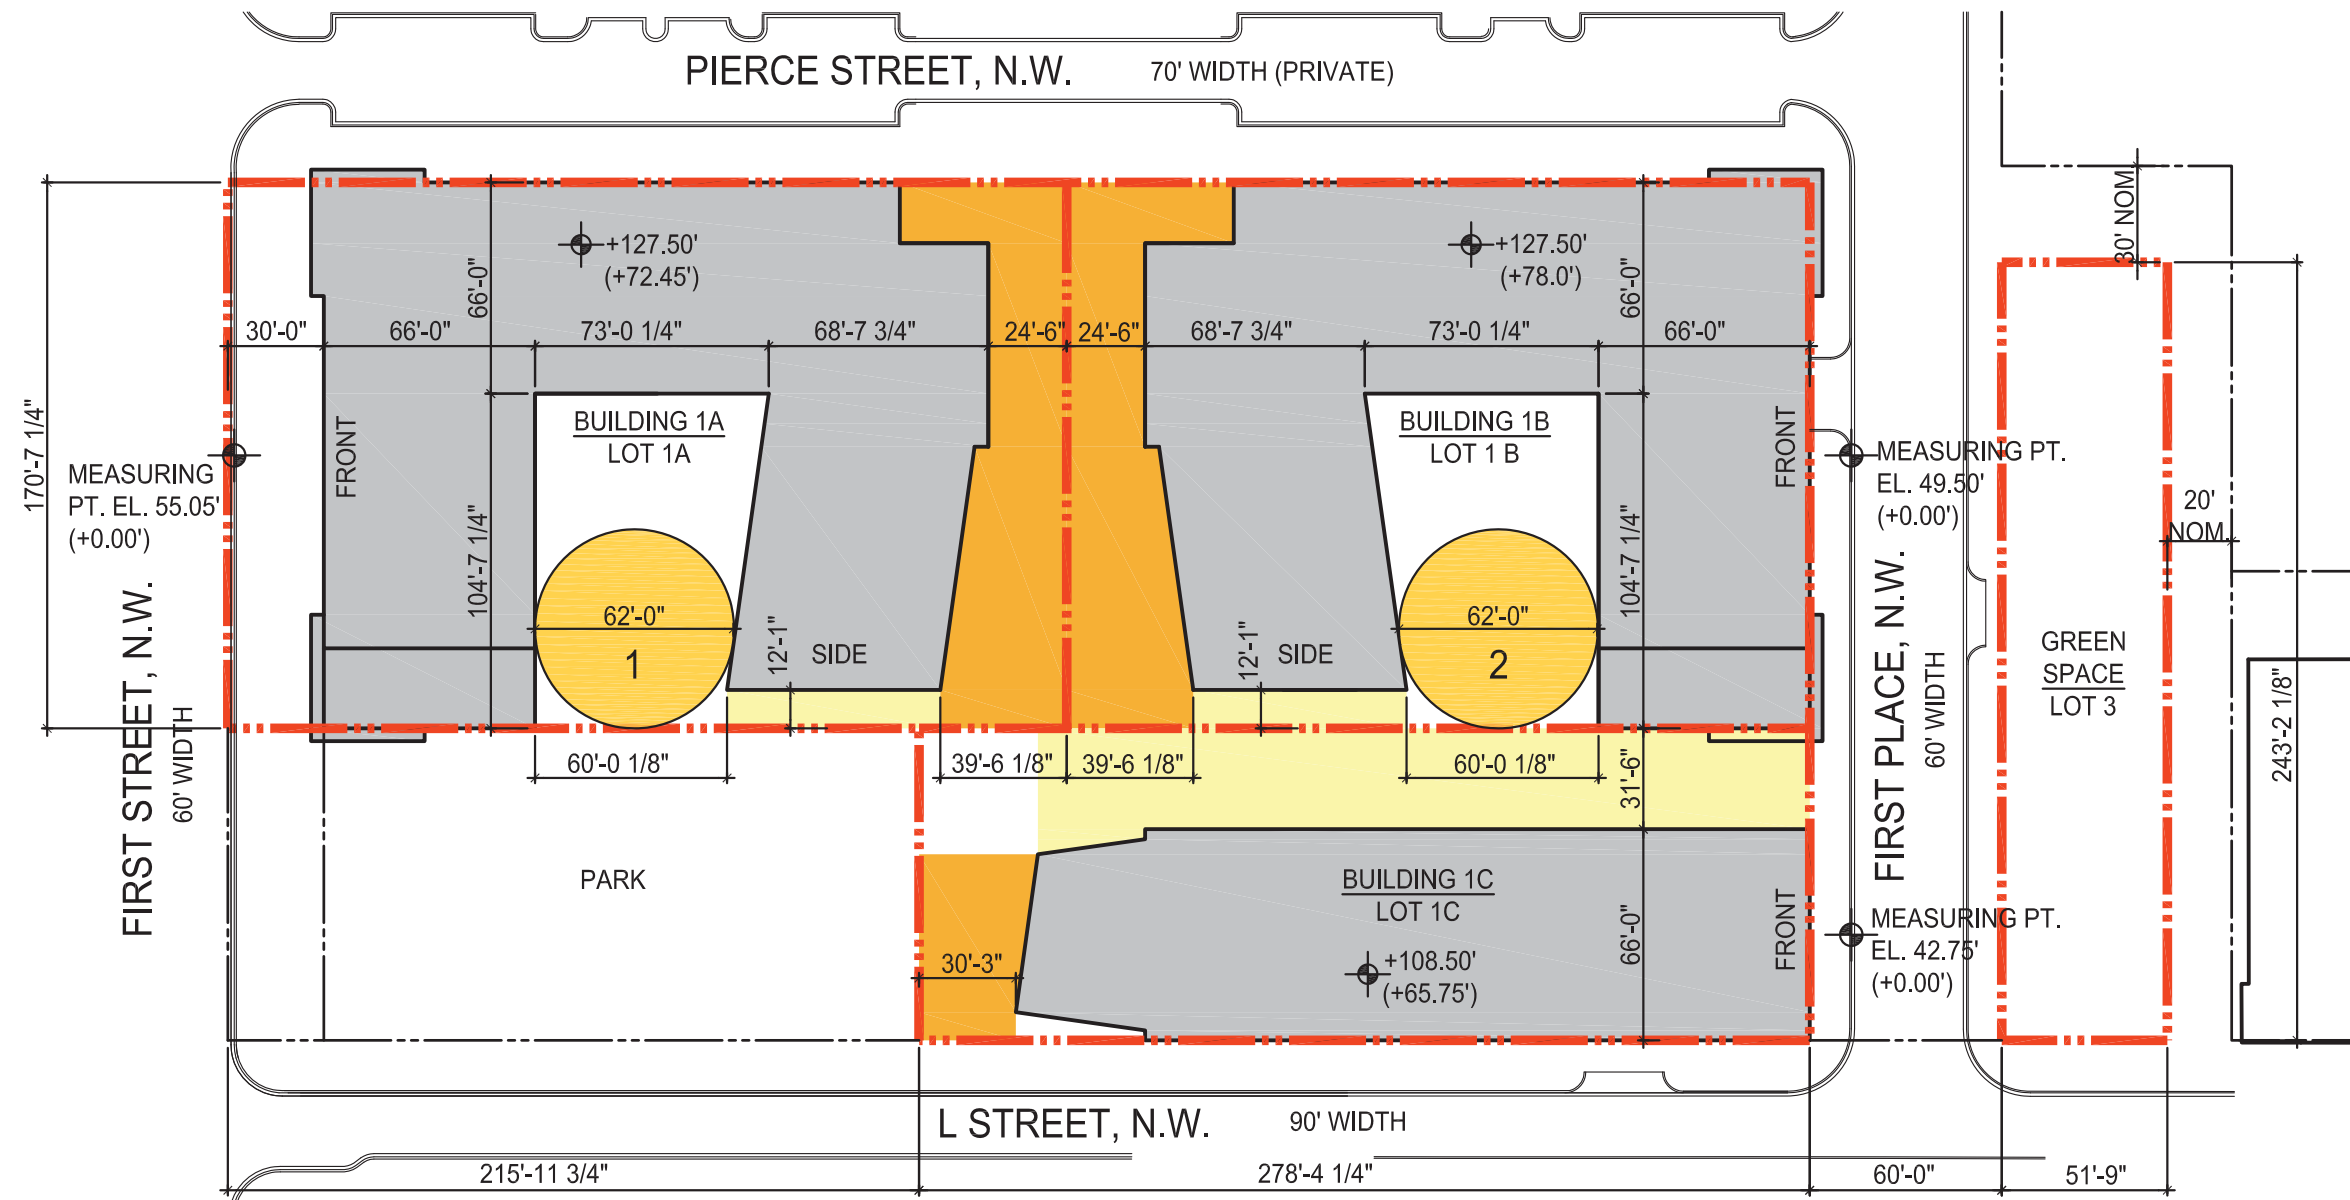 PIERCE STREET, N.W. 70' WIDTH (PRIVATE)
+127.50'
(+72.45')
+127.50'
(+78.0')
30' NOM.
66'-0"
66'-0"
30'-0" 66'-0" 73'-0 1/4" 68'-7 3/4" 24'-6" 24'-6" 68'-7 3/4" 73'-0 1/4" 66'-0"
170'-7 1/4"
FRONT
BUILDING 1A
LOT 1A
BUILDING 1B
LOT 1 B
FRONT
MEASURING
PT. EL. 55.05'
(+0.00')
MEASURING PT.
EL. 49.50'
(+0.00')
20'
NOM.
104'-7 1/4"
104'-7 1/4"
62'-0"
1
12'-1"
SIDE
12'-1"
SIDE
62'-0"
2
FIRST STREET, N.W.
60' WIDTH
FIRST PLACE, N.W.
60' WIDTH
GREEN
SPACE
LOT 3
243'-2 1/8"
60'-0 1/8" 39'-6 1/8" 39'-6 1/8" 60'-0 1/8"
31'-6"
PARK
BUILDING 1C
LOT 1C
FRONT
66'-0"
30'-3"
+108.50'
(+65.75')
MEASURING PT.
EL. 42.75'
(+0.00')
L STREET, N.W. 90' WIDTH
215'-11 3/4" 278'-4 1/4" 60'-0" 51'-9"